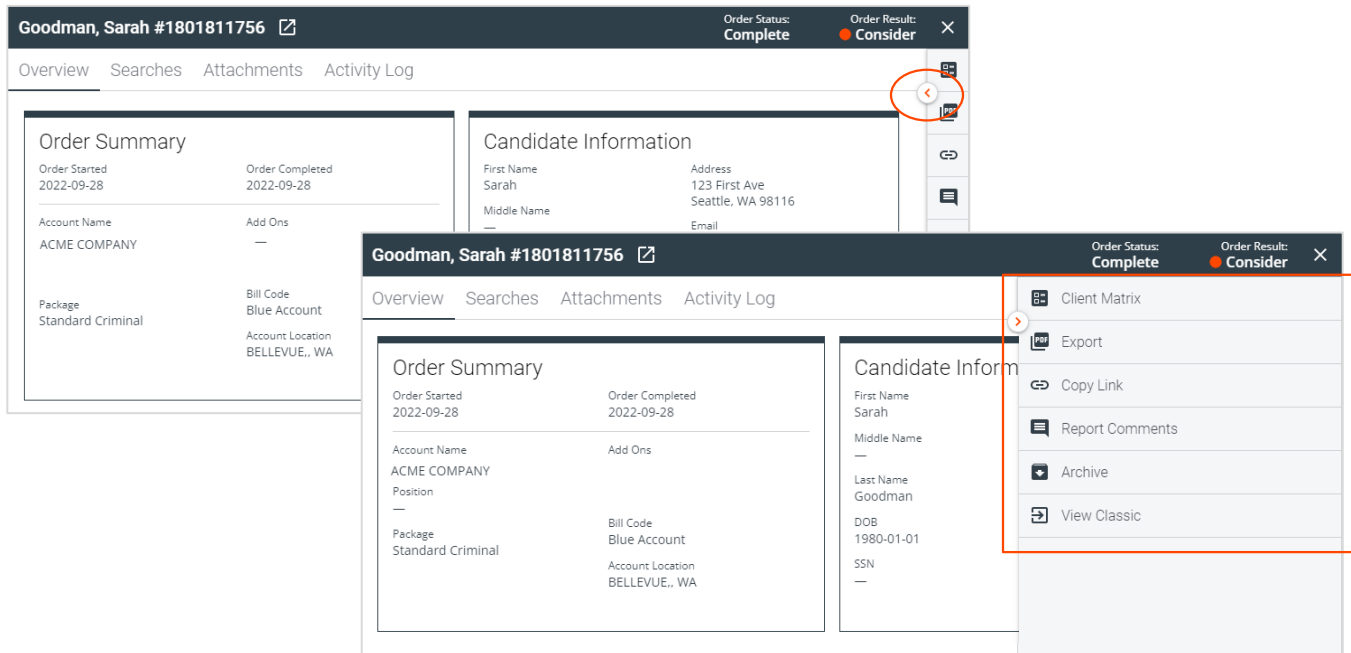 Goodman, Sarah #1801811756
Order Status:
Complete
Order Result:
Consider
Overview Searches Attachments Activity Log
Order Summary
Order Started
2022-09-28
Order Completed
2022-09-28
Account Name
ACME COMPANY
Add Ons
—
Package
Standard Criminal
Bill Code
Blue Account
Account Location
BELLEVUE,, WA
Candidate Information
First Name
Sarah
Middle Name
—
Address
123 First Ave
Seattle, WA 98116
Email
PDF
Goodman, Sarah #1801811756
Order Status:
Complete
Order Result:
Consider
Overview Searches Attachments Activity Log
Order Summary
Order Started
2022-09-28
Order Completed
2022-09-28
Account Name
ACME COMPANY
Add Ons
Position
—
Package
Standard Criminal
Bill Code
Blue Account
Account Location
BELLEVUE,, WA
Candidate Inform
First Name
Sarah
Middle Name
—
Last Name
Goodman
DOB
1980-01-01
SSN
—
Client Matrix
PDF
Export
Copy Link
Report Comments
Archive
View Classic